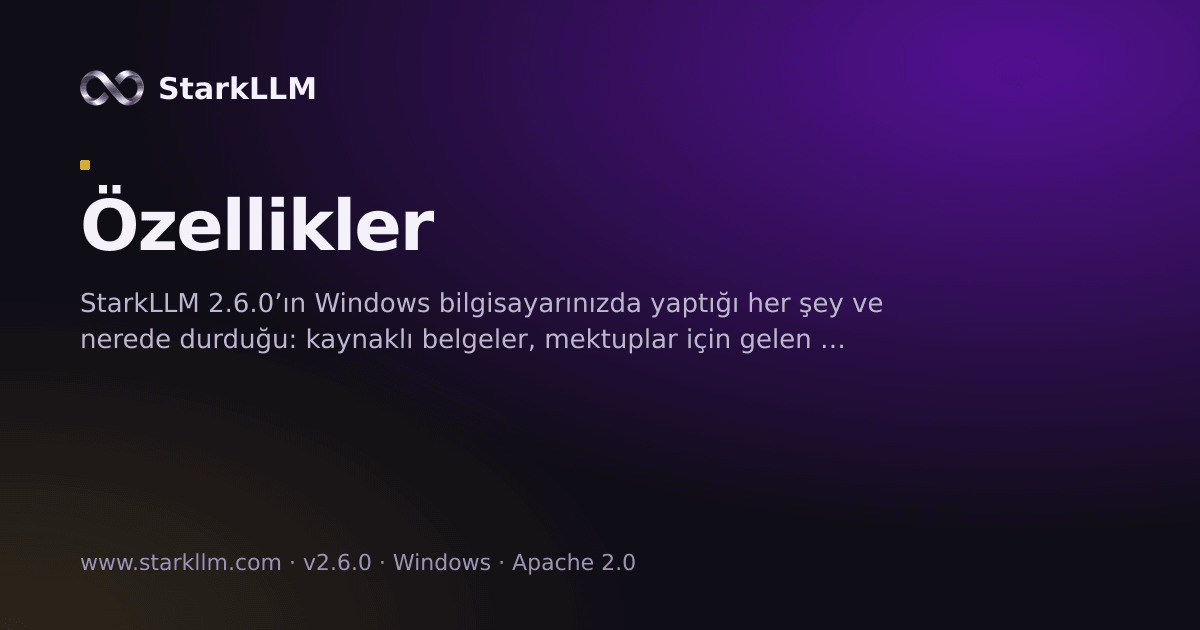 StarkLLM
Özellikler
StarkLLM 2.6.0’ın Windows bilgisayarınızda yaptığı her şey ve
nerede durduğu: kaynaklı belgeler, mektuplar için gelen …
www.starkllm.com · v2.6.0 · Windows · Apache 2.0